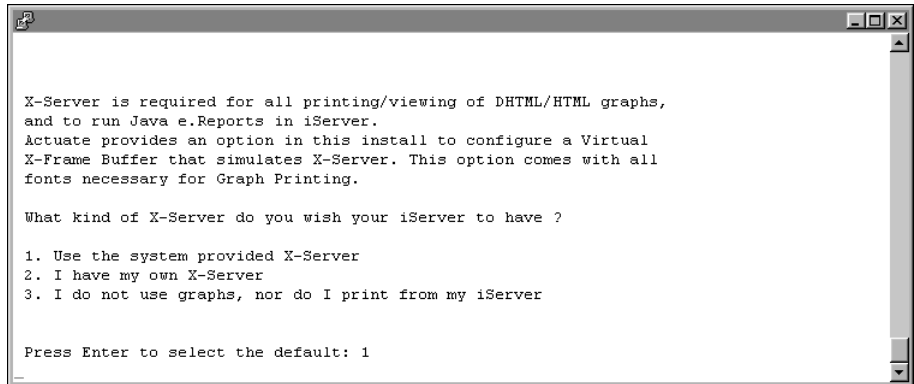 X-Server is required for all printing/viewing of DHTML/HTML graphs,
and to run Java e.Reports in iServer.
Actuate provides an option in this install to configure a Virtual
X-Frame Buffer that simulates X-Server. This option comes with all
fonts necessary for Graph Printing.
What kind of X-Server do you wish your iServer to have ?
1. Use the system provided X-Server
2. I have my own X-Server
3. I do not use graphs, nor do I print from my iServer
Press Enter to select the default: 1